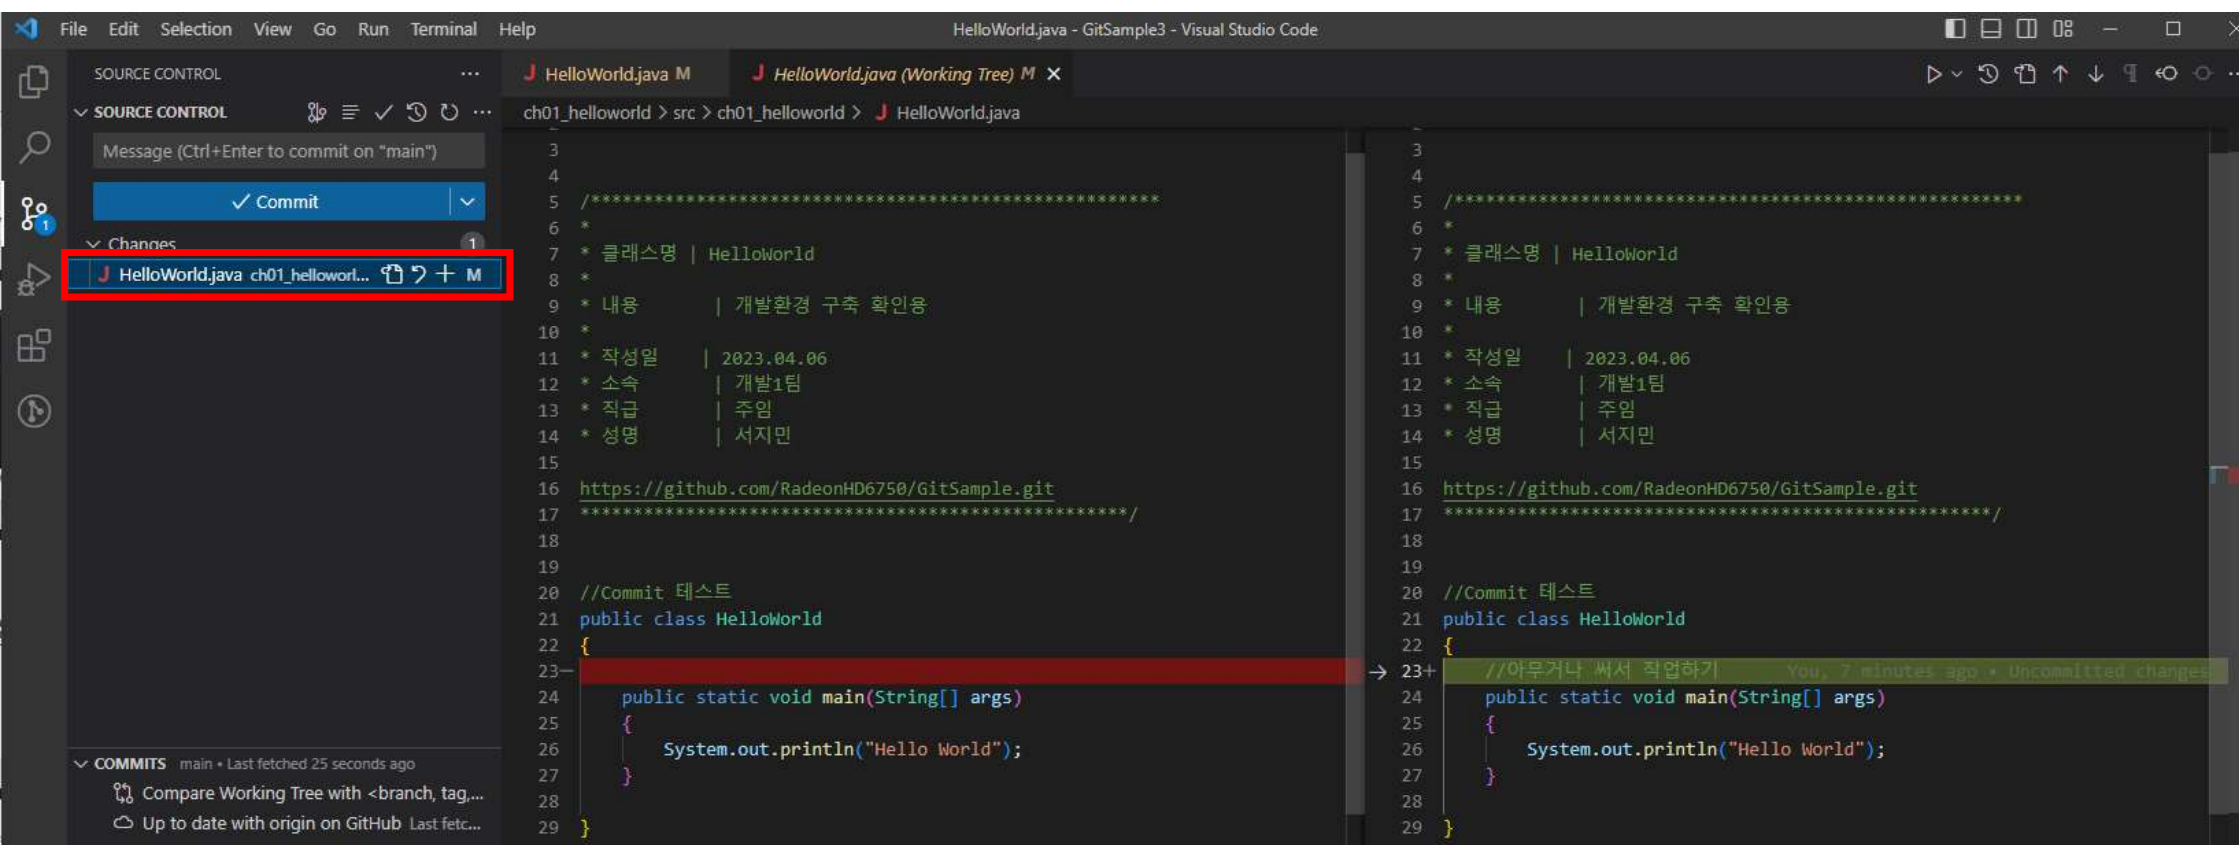 File Edit Selection View Go Run Terminal Help
HelloWorld.java - GitSample3 - Visual Studio Code
SOURCE CONTROL
SOURCE CONTROL
Message (Ctrl+Enter to commit on "main")
Commit
Changes 1
J HelloWorld.java ch01_helloworl... M
1
COMMITS main • Last fetched 25 seconds ago
Compare Working Tree with <branch, tag,...
Up to date with origin on GitHub Last fetc...
J HelloWorld.java M J HelloWorld.java (Working Tree) M
ch01_helloworld > src > ch01_helloworld > J HelloWorld.java
3
4
5 /******************************************************
6 *
7 * 클래스명 | HelloWorld
8 *
9 * 내용 | 개발환경 구축 확인용
10 *
11 * 작성일 | 2023.04.06
12 * 소속 | 개발1팀
13 * 직급 | 주임
14 * 성명 | 서지민
15
16 https://github.com/RadeonHD6750/GitSample.git
17 ****************************************************/
18
19
20 //Commit 테스트
21 public class HelloWorld
22 {
23−
24 public static void main(String[] args)
25 {
26 System.out.println("Hello World");
27 }
28
29 }
3
4
5 /******************************************************
6 *
7 * 클래스명 | HelloWorld
8 *
9 * 내용 | 개발환경 구축 확인용
10 *
11 * 작성일 | 2023.04.06
12 * 소속 | 개발1팀
13 * 직급 | 주임
14 * 성명 | 서지민
15
16 https://github.com/RadeonHD6750/GitSample.git
17 ****************************************************/
18
19
20 //Commit 테스트
21 public class HelloWorld
22 {
23+ //아무거나 써서 작업하기 You, 7 minutes ago • Uncommitted changes
24 public static void main(String[] args)
25 {
26 System.out.println("Hello World");
27 }
28
29 }